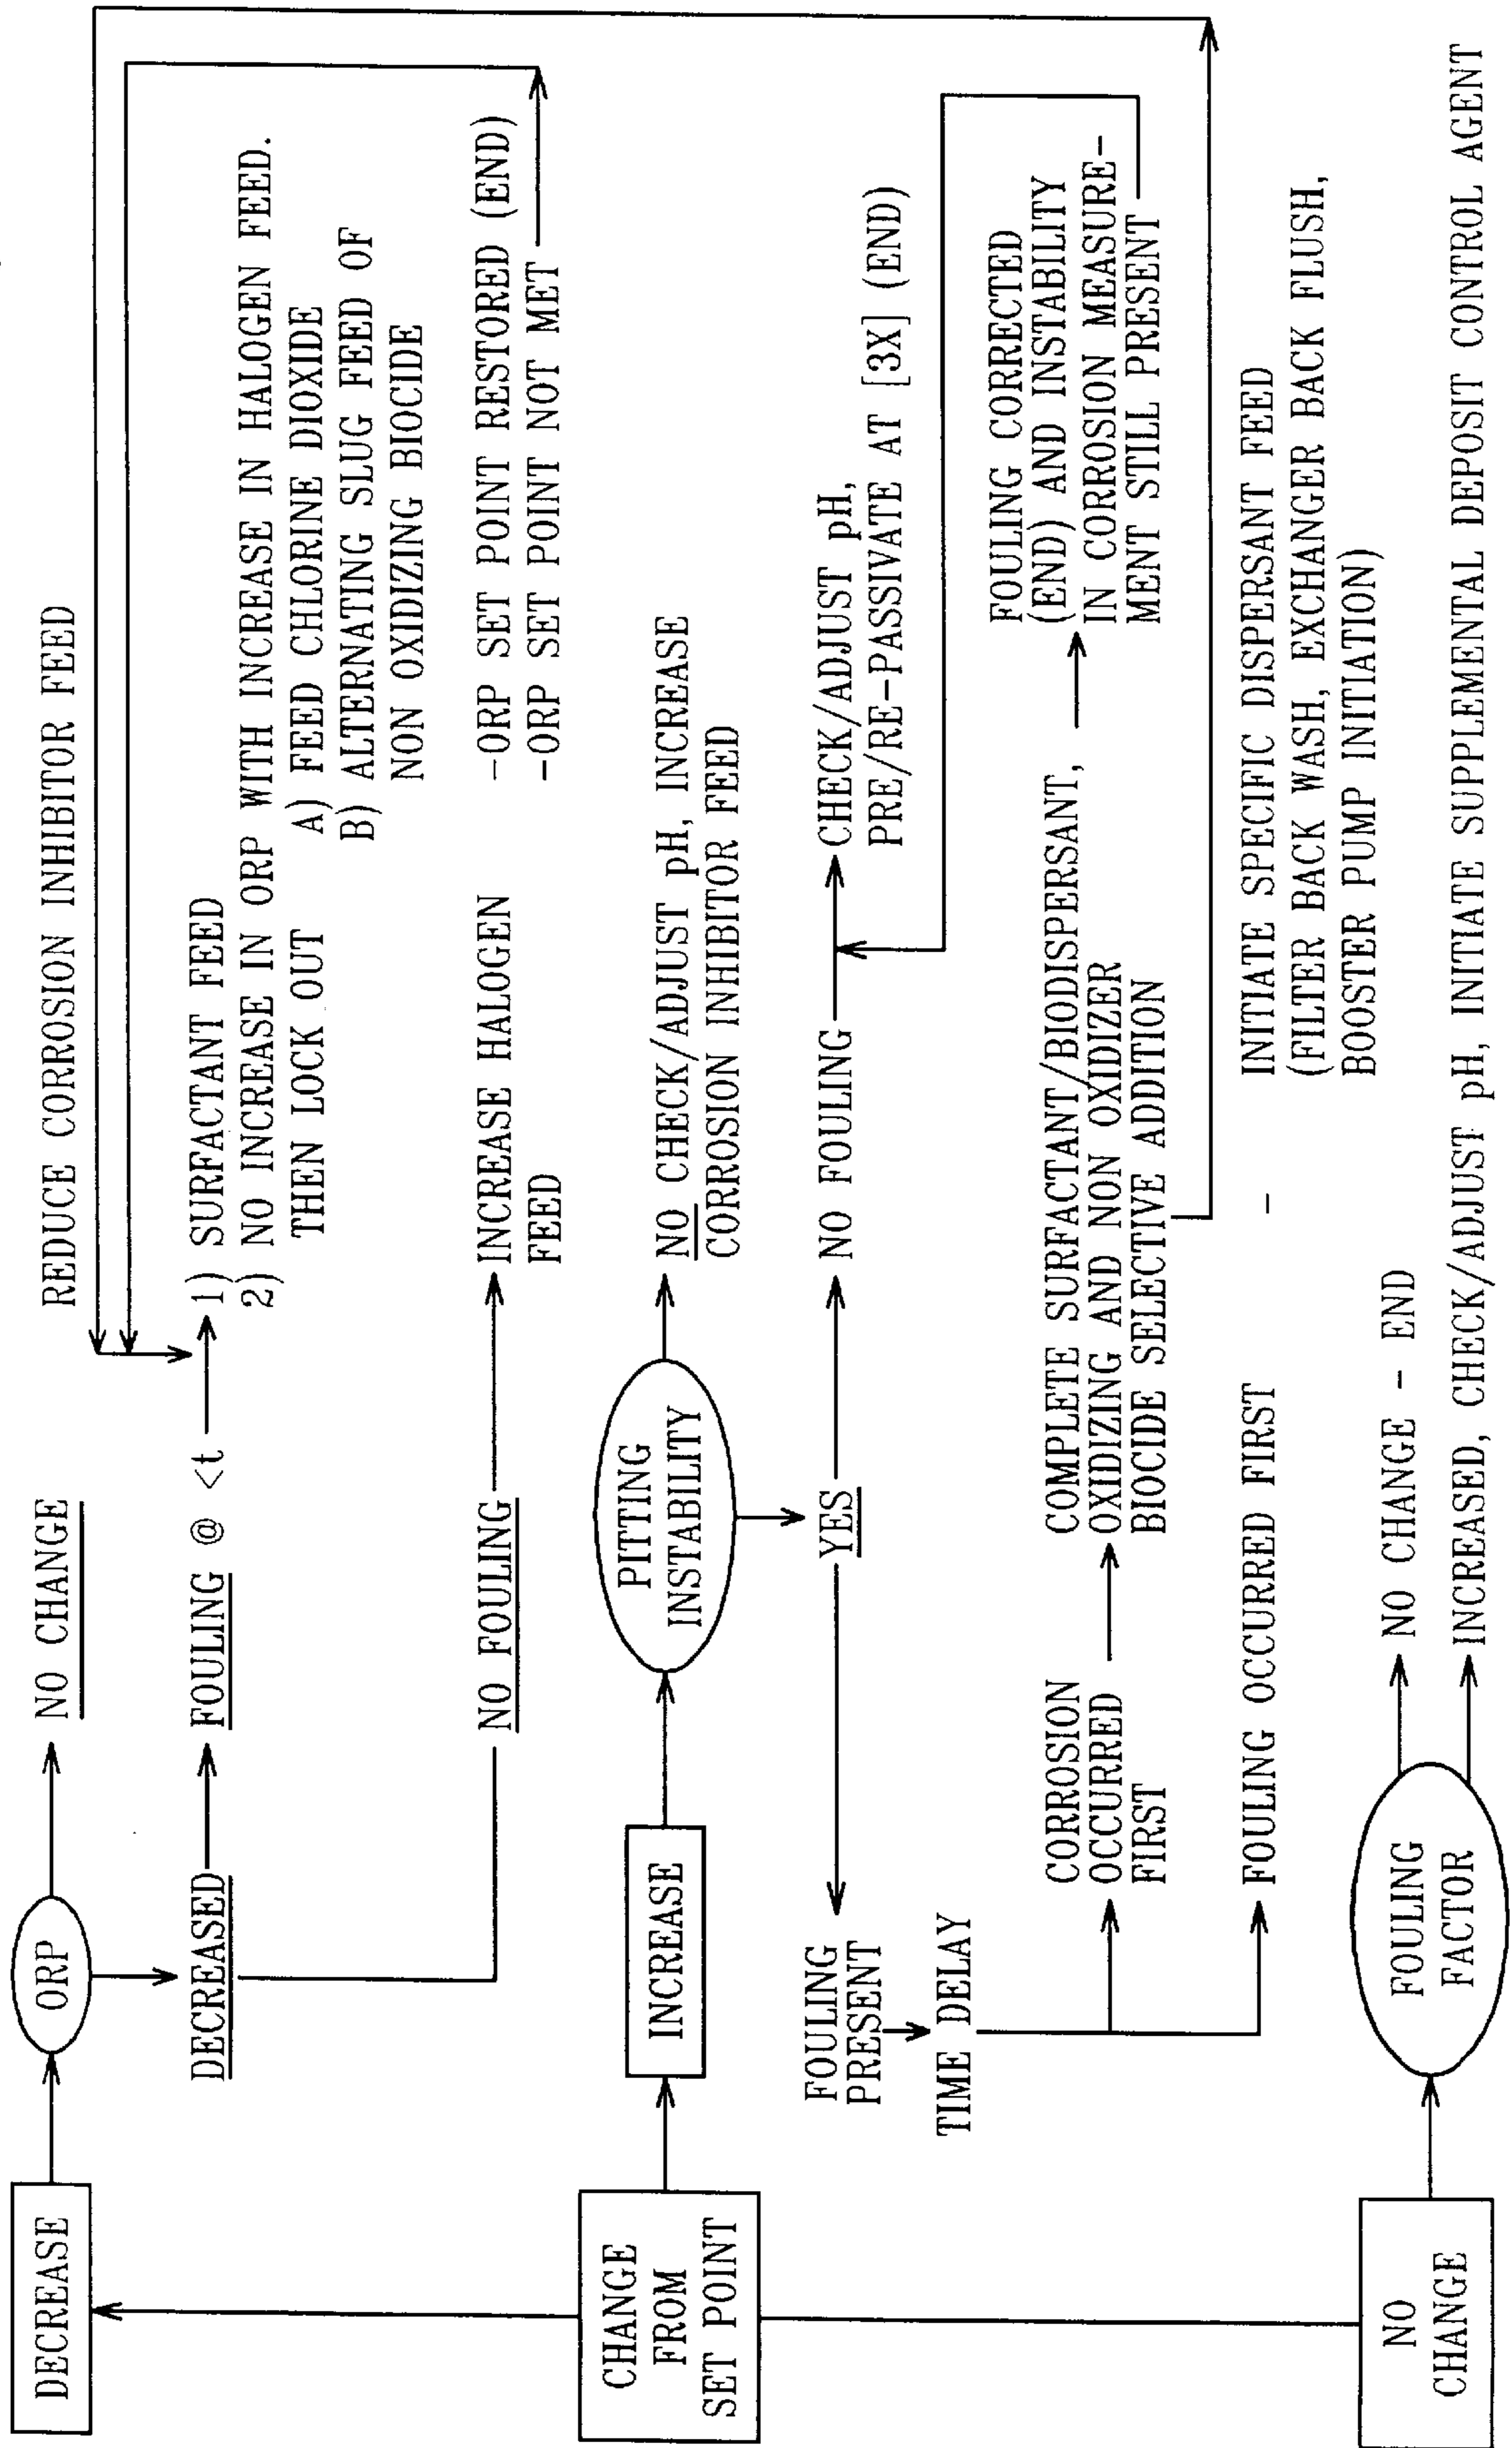 DECREASE
ORP
NO CHANGE
REDUCE CORROSION INHIBITOR FEED
DECREASED
FOULING @ <t
1) SURFACTANT FEED
2) NO INCREASE IN ORP WITH INCREASE IN HALOGEN FEED.
THEN LOCK OUT
A) FEED CHLORINE DIOXIDE
B) ALTERNATING SLUG FEED OF
NON OXIDIZING BIOCIDE
NO FOULING
INCREASE HALOGEN
FEED
-ORP SET POINT RESTORED (END)
-ORP SET POINT NOT MET
CHANGE
FROM
SET POINT
INCREASE
PITTING
INSTABILITY
NO CHECK/ADJUST pH, INCREASE
CORROSION INHIBITOR FEED
YES
NO FOULING
CHECK/ADJUST pH,
PRE/RE-PASSIVATE AT [3X] (END)
FOULING
PRESENT
TIME DELAY
CORROSION
OCCURRED
FIRST
COMPLETE SURFACTANT/BIODISPERSANT,
OXIDIZING AND NON OXIDIZER
BIOCIDE SELECTIVE ADDITION
FOULING CORRECTED
(END) AND INSTABILITY
IN CORROSION MEASURE-
MENT STILL PRESENT
FOULING OCCURRED FIRST
- INITIATE SPECIFIC DISPERSANT FEED
(FILTER BACK WASH, EXCHANGER BACK FLUSH,
BOOSTER PUMP INITIATION)
NO
CHANGE
FOULING
FACTOR
NO CHANGE - END
INCREASED, CHECK/ADJUST pH, INITIATE SUPPLEMENTAL DEPOSIT CONTROL AGENT